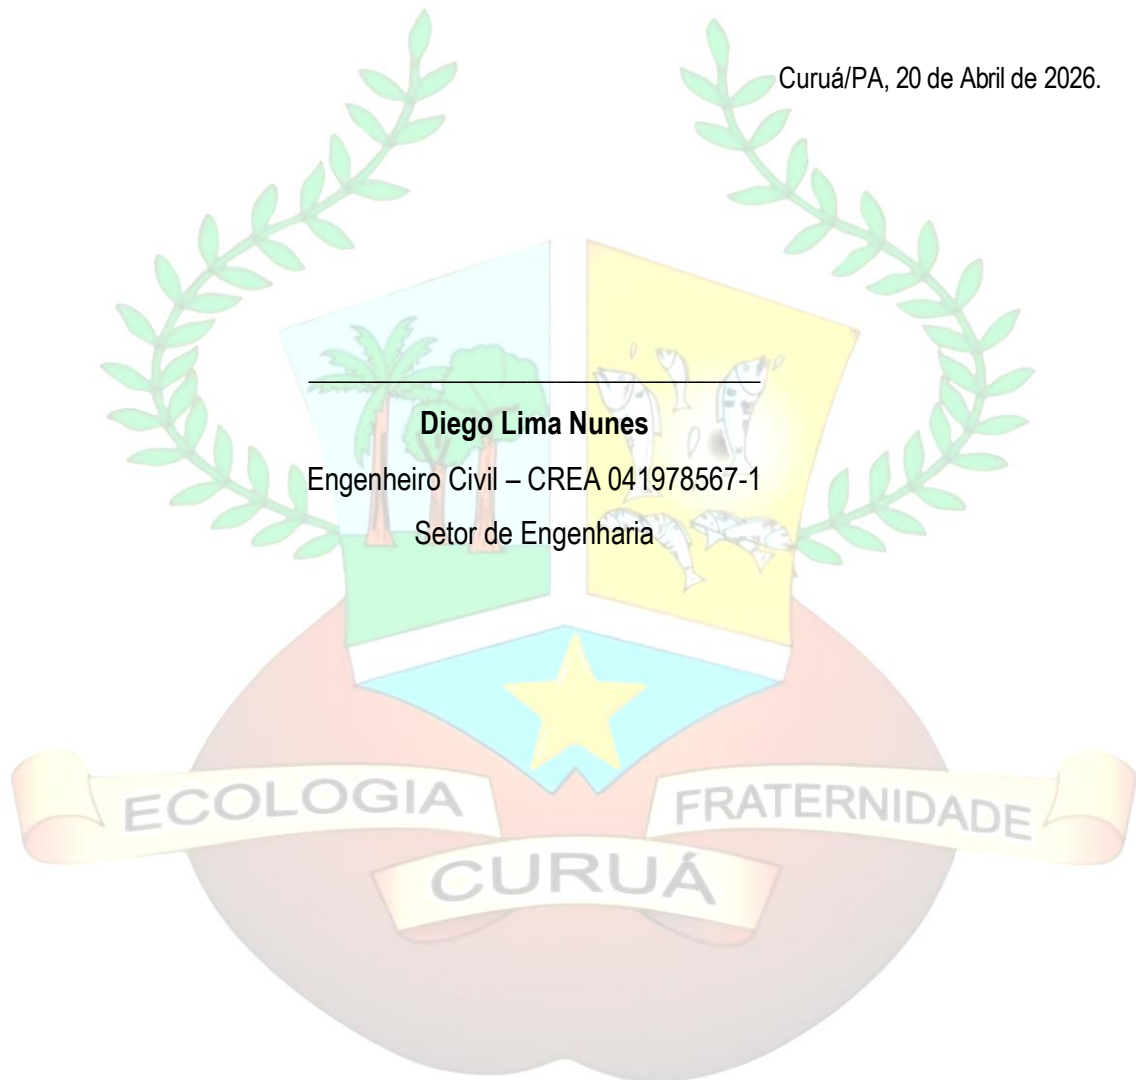 Curuá/PA, 20 de Abril de 2026.
Diego Lima Nunes
Engenheiro Civil – CREA 041978567-1
Setor de Engenharia
ECOLOGIA
FRATERNIDADE
CURUÁ